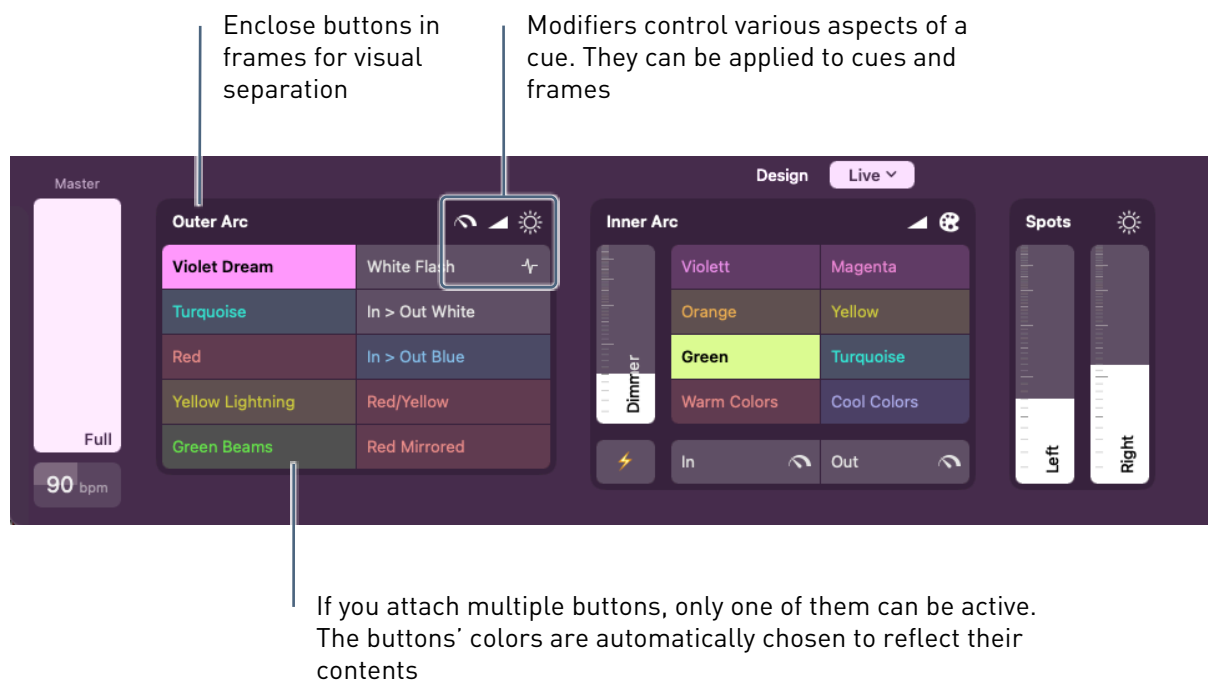 Enclose buttons in
frames for visual
separation
Modifiers control various aspects of a
cue. They can be applied to cues and
frames
Master
Full
90 bpm
Design
Live
Outer Arc
Violet Dream
White Flash
Turquoise
In > Out White
Red
In > Out Blue
Yellow Lightning
Red/Yellow
Green Beams
Red Mirrored
Inner Arc
Dimmer
Violett
Magenta
Orange
Yellow
Green
Turquoise
Warm Colors
Cool Colors
In
Out
Spots
Left
Right
If you attach multiple buttons, only one of them can be active.
The buttons’ colors are automatically chosen to reflect their
contents